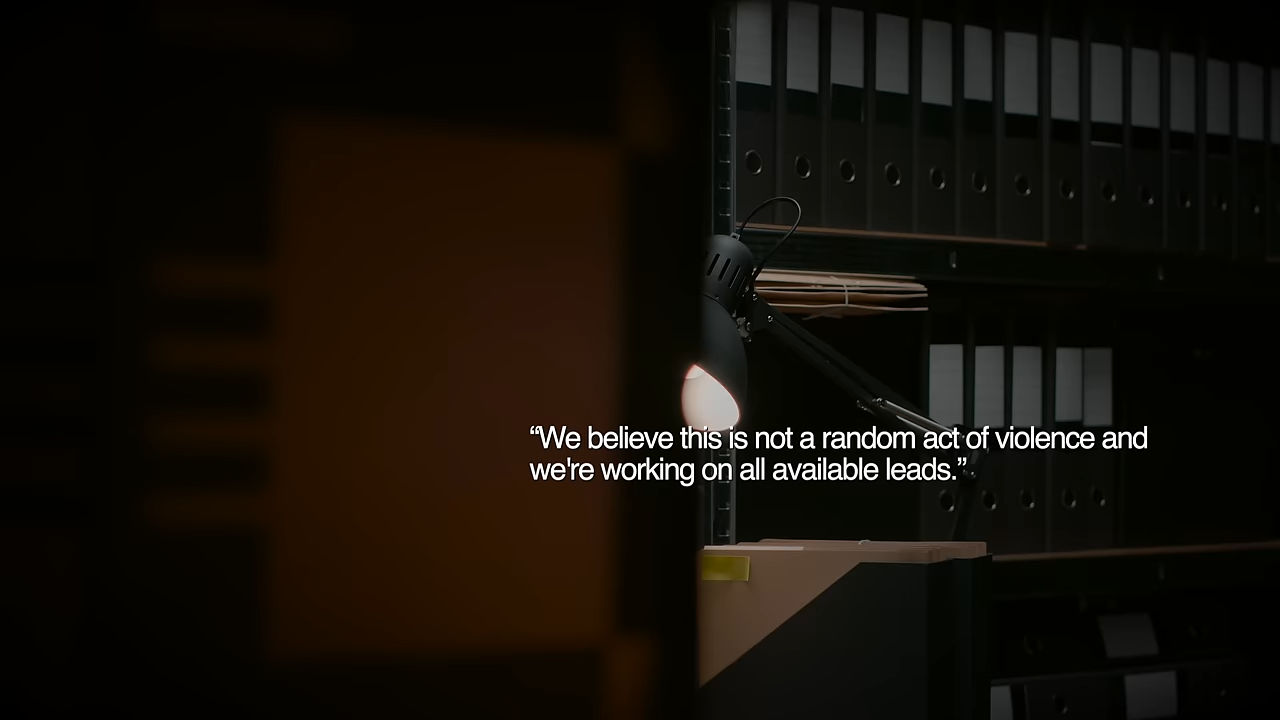 “We believe this is not a random act of violence and
we're working on all available leads.”